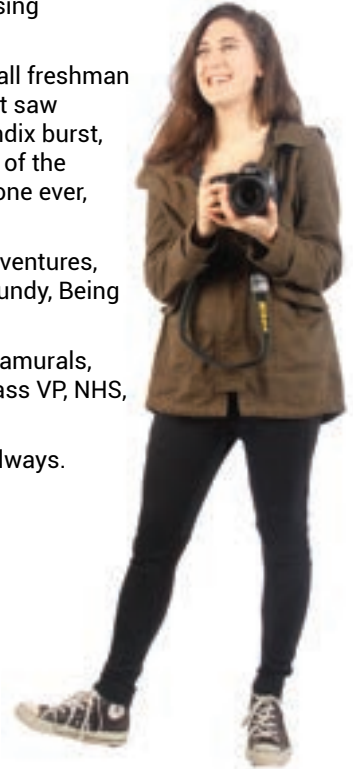 sing
all freshman
t saw
ndix burst,
of the
one ever,
ventures,
undy, Being
amurals,
ass VP, NHS,
lways.